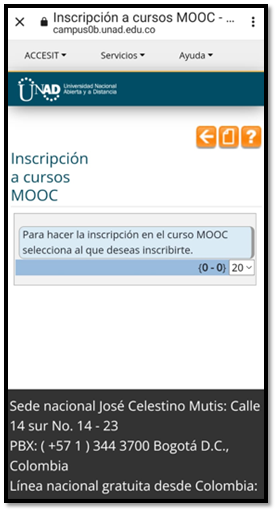 Inscripción a cursos MOOC - ...
campus0b.unad.edu.co
ACCESIT Servicios Ayuda
UNAD Universidad Nacional
Abierta y a Distancia
?
Inscripción
a cursos
MOOC
Para hacer la inscripción en el curso MOOC
selecciona al que deseas inscribirte.
{0 - 0} 20
Sede nacional José Celestino Mutis: Calle
14 sur No. 14 - 23
PBX: ( +57 1 ) 344 3700 Bogotá D.C.,
Colombia
Línea nacional gratuita desde Colombia: